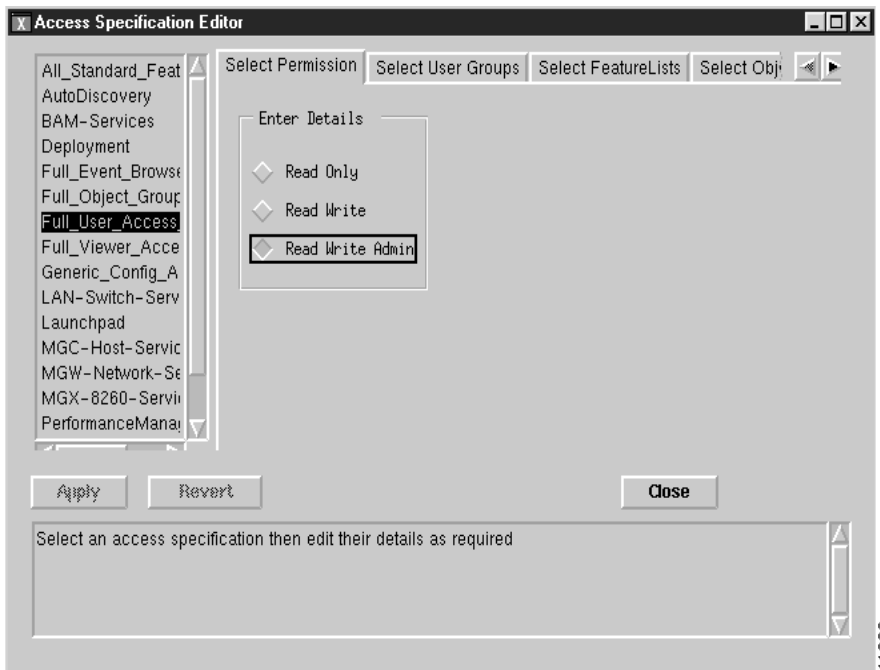 X Access Specification Editor
All_Standard_Feat
AutoDiscovery
BAM-Services
Deployment
Full_Event_Browse
Full_Object_Group
Full_User_Access_
Full_Viewer_Acce
Generic_Config_A
LAN-Switch-Serv
Launchpad
MGC-Host-Servic
MGW-Network-Se
MGX-8260-Servi
PerformanceMana
Select Permission Select User Groups Select FeatureLists Select Obj
Enter Details
Read Only
Read Write
Read Write Admin
Apply Revert Close
Select an access specification then edit their details as required